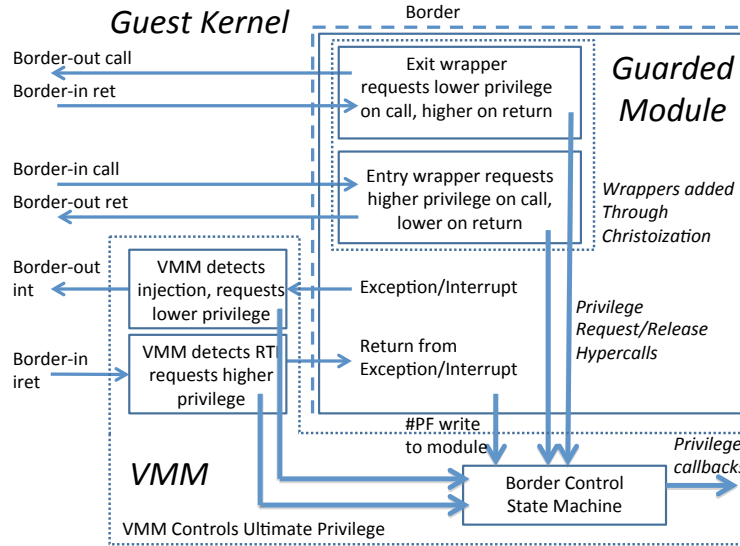 Guest Kernel
Border
Border-out call
Border-in ret
Exit wrapper
requests lower privilege
on call, higher on return
Guarded
Module
Border-in call
Border-out ret
Entry wrapper requests
higher privilege on call,
lower on return
Wrappers added
Through
Christoization
Border-out
int
VMM detects
injection, requests
lower privilege
Exception/Interrupt
Privilege
Request/Release
Hypercalls
Border-in
iret
VMM detects RTI
requests higher
privilege
Return from
Exception/Interrupt
#PF write
to module
Privilege
callbacks
VMM
Border Control
State Machine
VMM Controls Ultimate Privilege